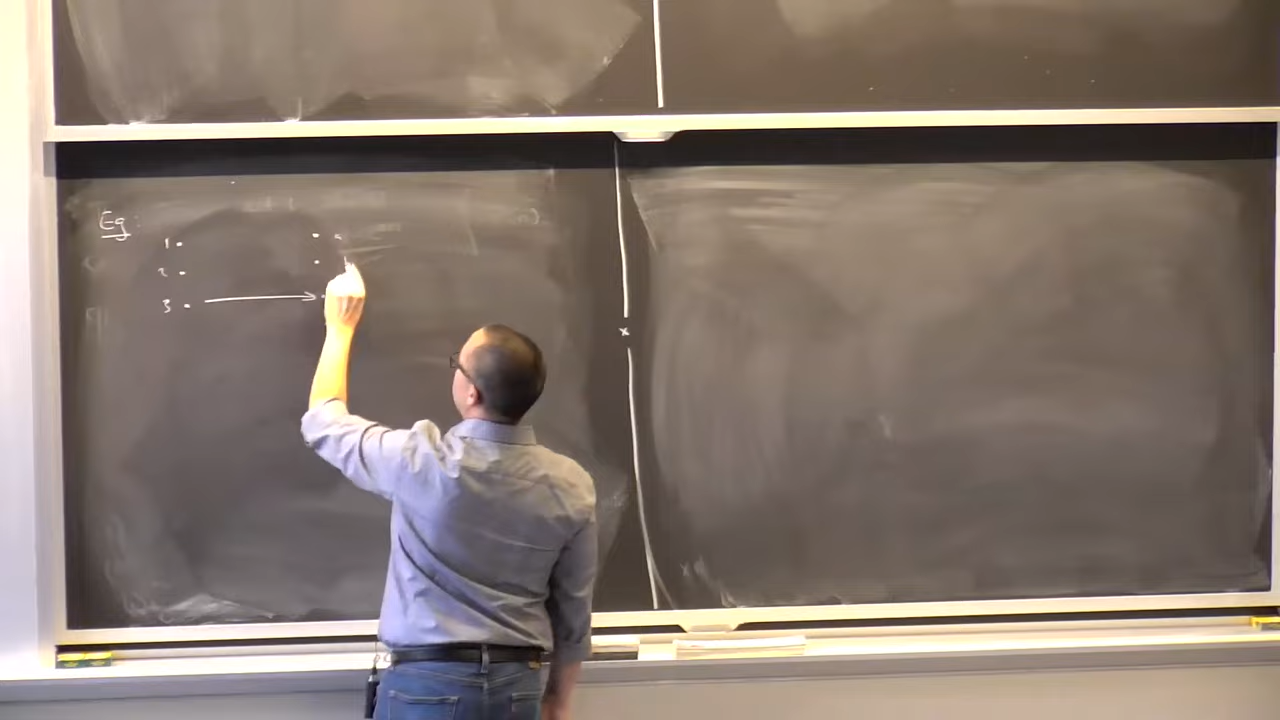 Eg:
1 • • a
2 • •
3 • → •
x